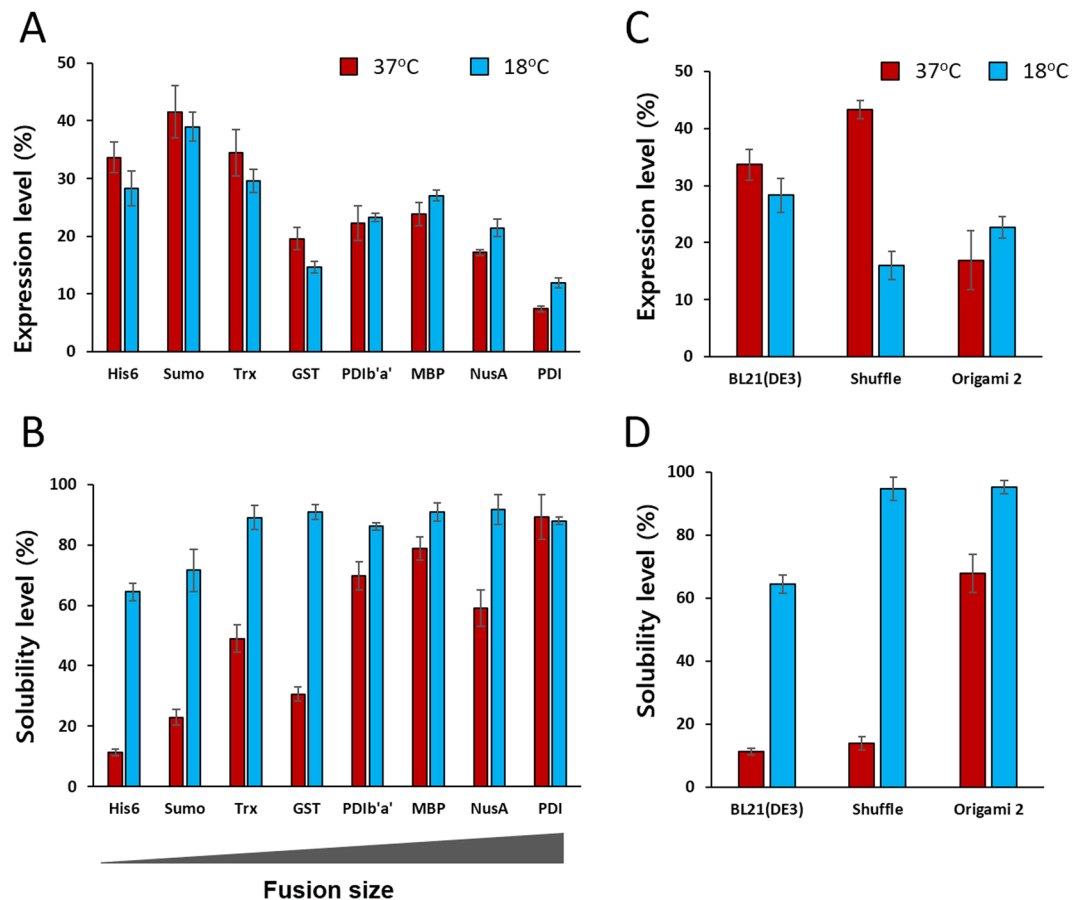 A
Expression level (%)
50
40
30
20
10
0
37°C
18°C
His6 Sumo Trx GST PDIb'a' MBP NusA PDI
B
Solubility level (%)
100
80
60
40
20
0
His6 Sumo Trx GST PDIb'a' MBP NusA PDI
Fusion size
C
Expression level (%)
50
40
30
20
10
0
37°C
18°C
BL21(DE3) Shuffle Origami 2
D
Solubility level (%)
100
80
60
40
20
0
BL21(DE3) Shuffle Origami 2